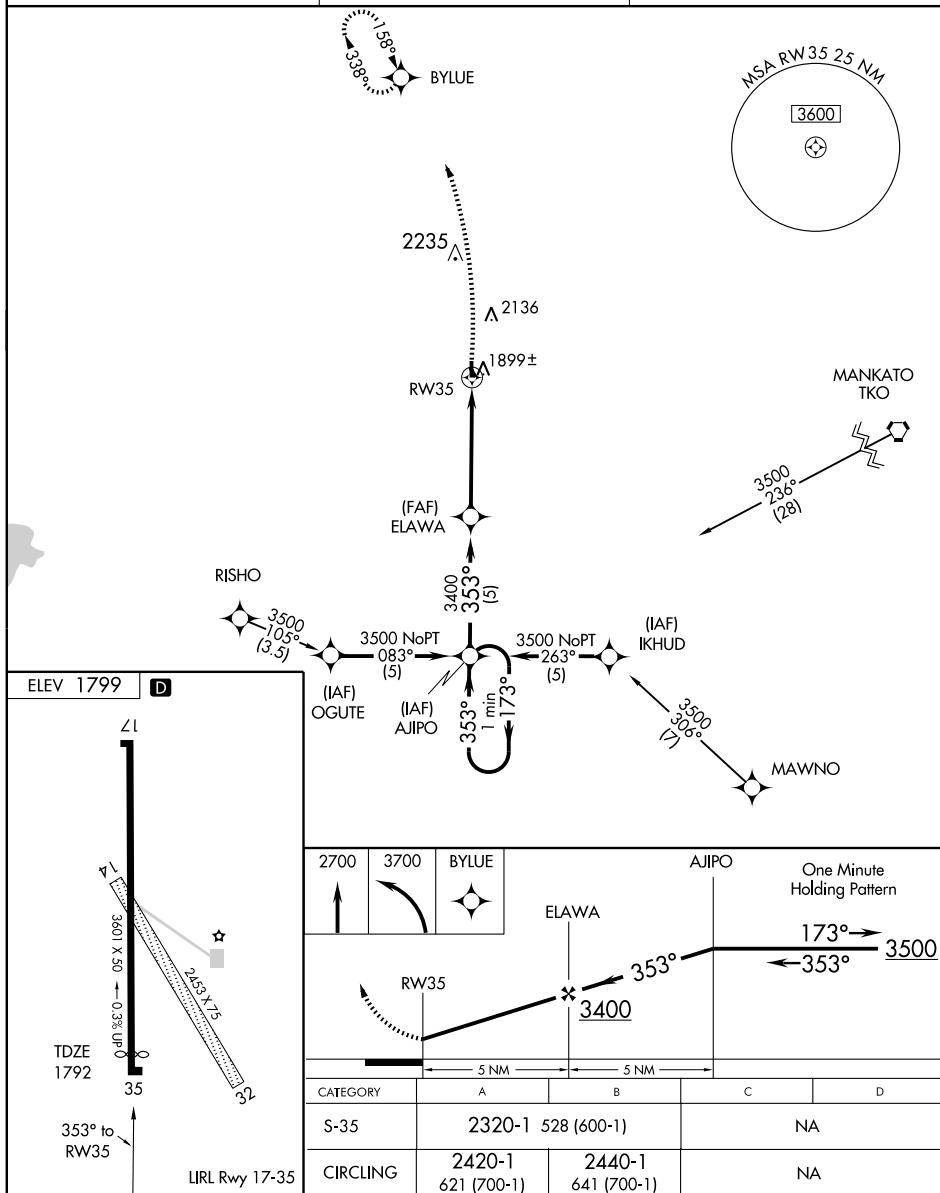 158°
338°
BYLUE
MSA RW35 25 NM
3600
2235
2136
1899±
RW35
MANKATO
TKO
3500
236°
(28)
(FAF)
ELAWA
3400
353°
(5)
RISHO
3500
105°
(3.5)
3500 NoPT
083°
(5)
3500 NoPT
263°
(5)
(IAF)
IKHUD
(IAF)
OGUTE
(IAF)
AJIPO
353°
1 min
173°
3500
306°
(7)
MAWNO
ELEV 1799 D
17
14
3601 X 50
0.3% UP
2453 X 75
TDZE
1792
35
32
353° to
RW35
LIRL Rwy 17-35
2700 3700 BYLUE
AJIPO
One Minute
Holding Pattern
ELAWA
173°
353°
3500
353°
RW35
3400
5 NM 5 NM
CATEGORY A B C D
S-35 2320-1 528 (600-1) NA
CIRCLING 2420-1 621 (700-1) 2440-1 641 (700-1) NA